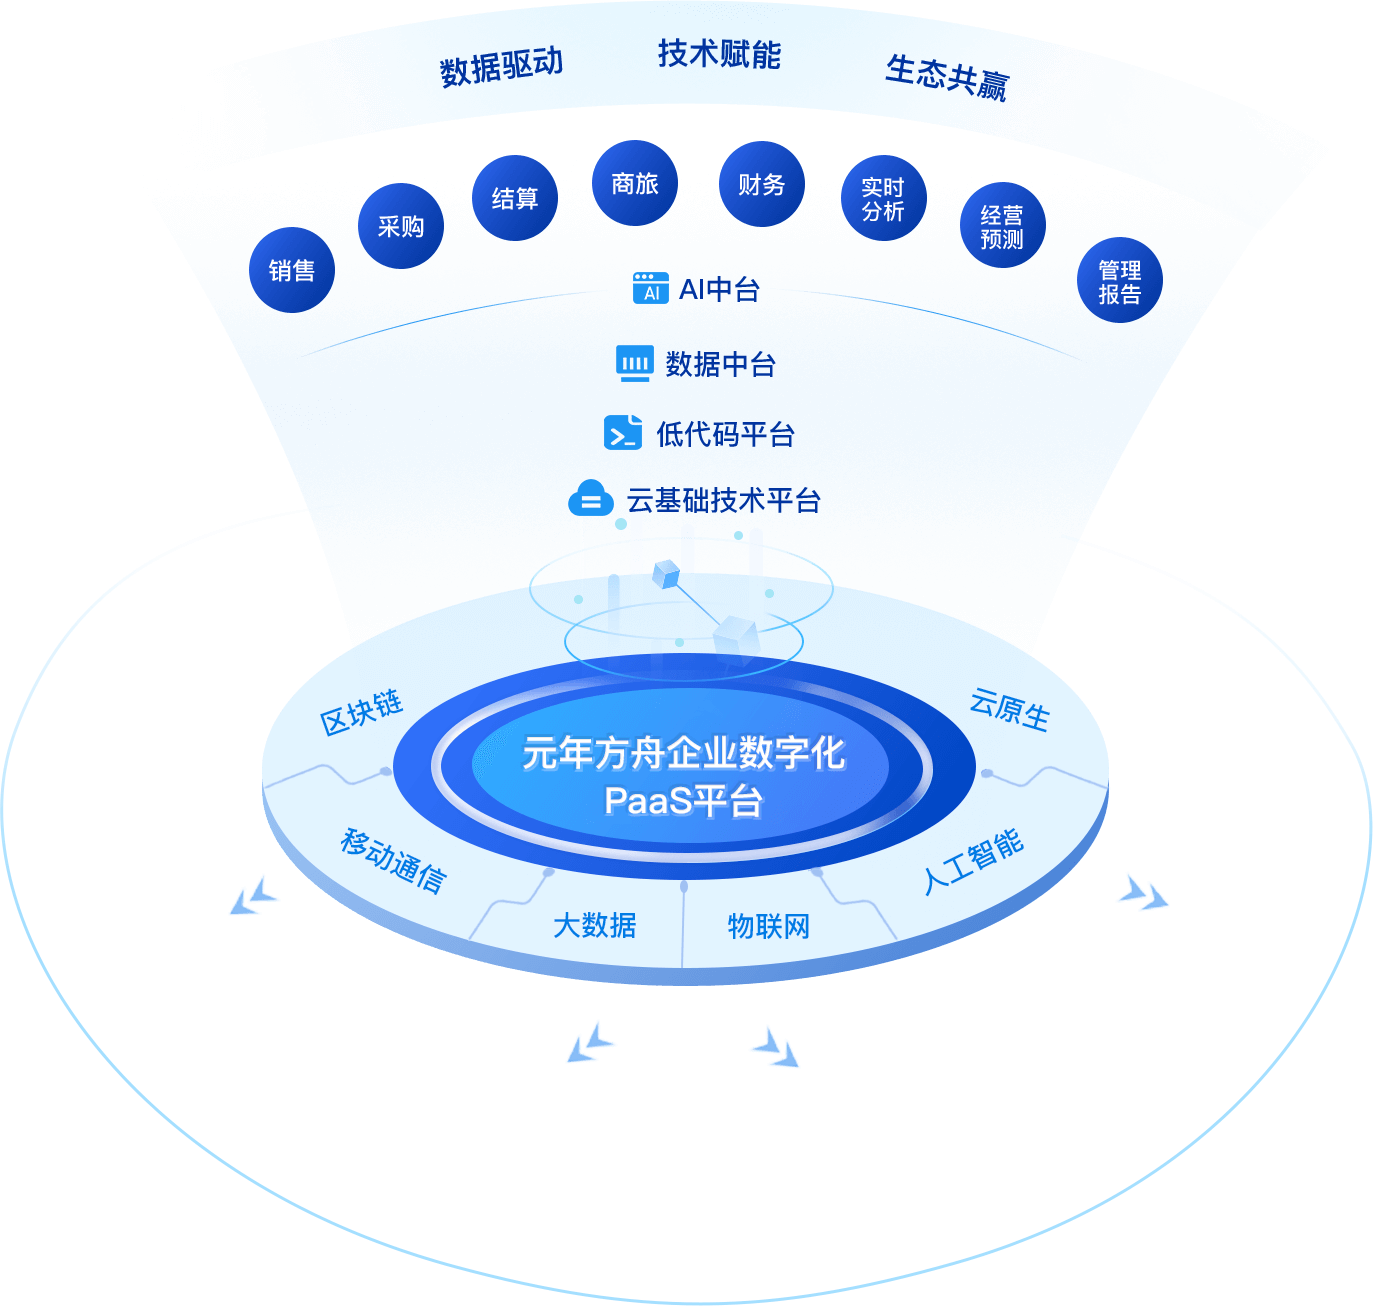 数据驱动
技术赋能
生态共赢
销售
采购
结算
商旅
财务
实时
分析
经营
预测
管理
报告
AI
AI中台
数据中台
低代码平台
云基础技术平台
区块链
云原生
元年方舟企业数字化
PaaS平台
移动通信
人工智能
大数据
物联网